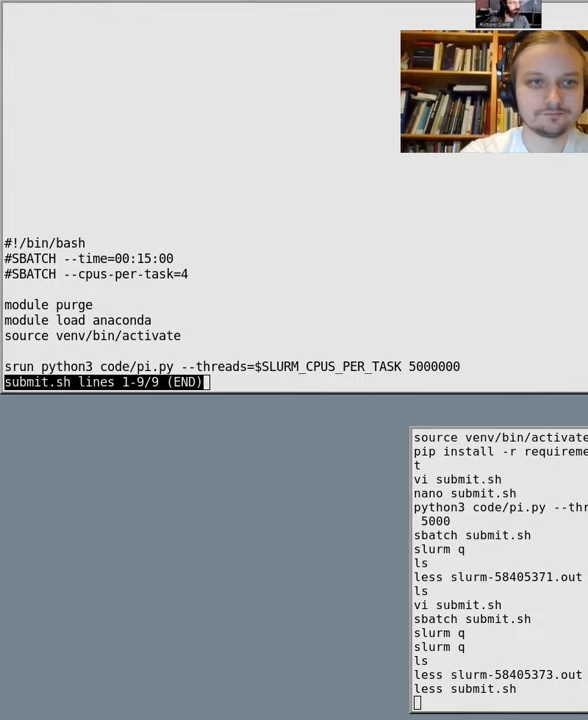 #!/bin/bash
#SBATCH --time=00:15:00
#SBATCH --cpus-per-task=4
module purge
module load anaconda
source venv/bin/activate
srun python3 code/pi.py --threads=$SLURM_CPUS_PER_TASK 5000000
submit.sh lines 1-9/9 (END)
source venv/bin/activate
pip install -r requireme
t
vi submit.sh
nano submit.sh
python3 code/pi.py --thr
5000
sbatch submit.sh
slurm q
ls
less slurm-58405371.out
ls
vi submit.sh
sbatch submit.sh
slurm q
slurm q
ls
less slurm-58405373.out
less submit.sh